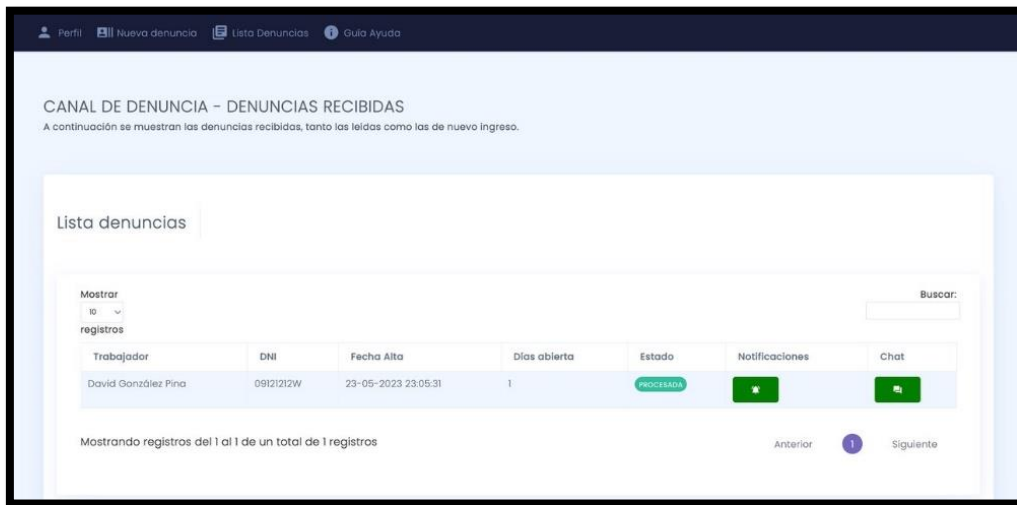 Perfil Nueva denuncia Lista Denuncias Guía Ayuda
CANAL DE DENUNCIA - DENUNCIAS RECIBIDAS
A continuación se muestran las denuncias recibidas, tanto las leídas como las de nuevo ingreso.
Lista denuncias
Mostrar
10
registros
Buscar:
Trabajador DNI Fecha Alta Días abierta Estado Notificaciones Chat
David González Pina 09121212W 23-05-2023 23:05:31 1 PROCESADA
Mostrando registros del 1 al 1 de un total de 1 registros
Anterior 1 Siguiente